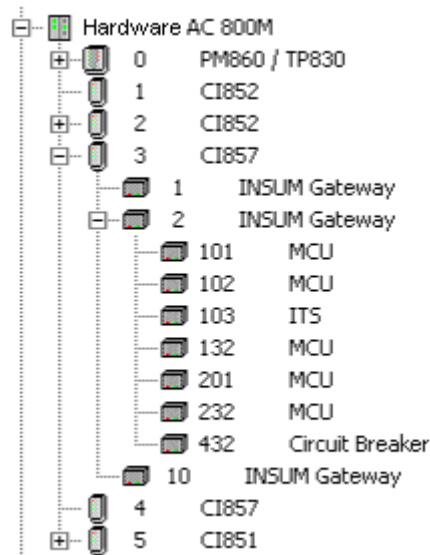 Hardware AC 800M
0 PM860 / TP830
1 CI852
2 CI852
3 CI857
1 INSUM Gateway
2 INSUM Gateway
101 MCU
102 MCU
103 ITS
132 MCU
201 MCU
232 MCU
432 Circuit Breaker
10 INSUM Gateway
4 CI857
5 CI851